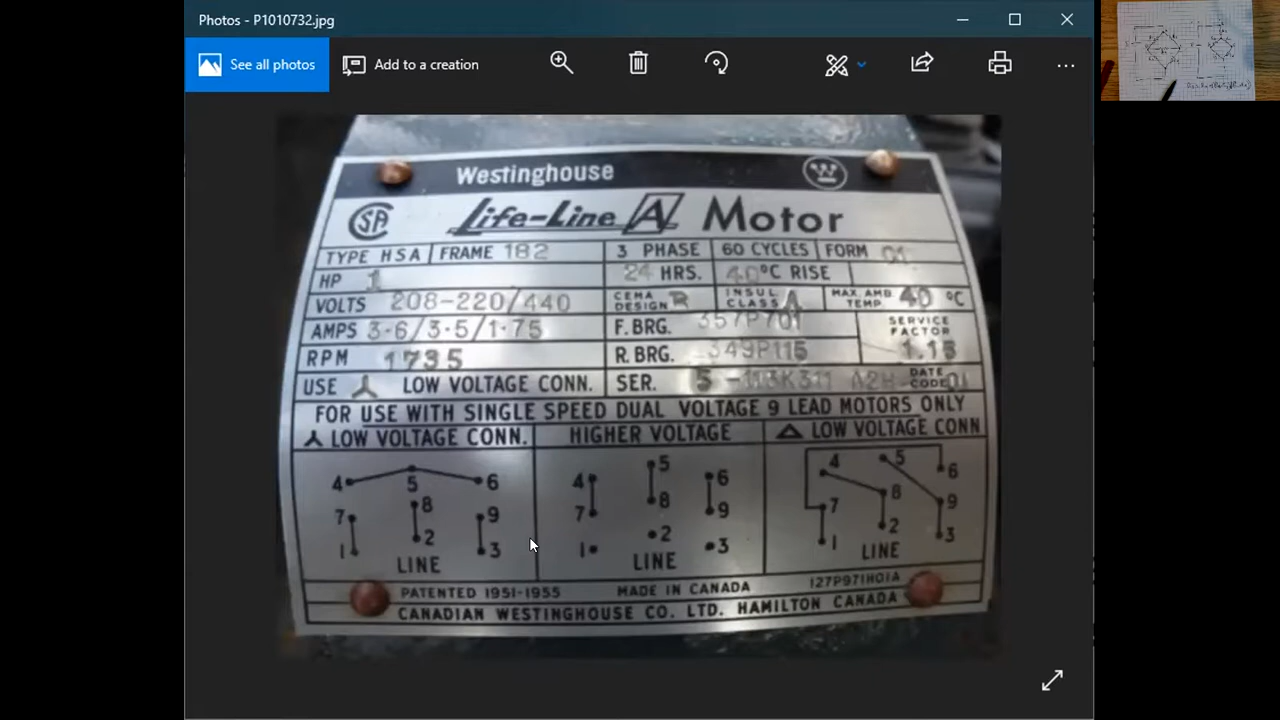 Photos - P1010732.jpg
See all photos
Add to a creation
Westinghouse
W
CSA
Life-Line A Motor
TYPE HSA FRAME 182 3 PHASE 60 CYCLES FORM 01
HP 1 24 HRS. 40°C RISE
VOLTS 208-220/440 CEMA DESIGN B INSUL CLASS A MAX. AMB. TEMP. 40 °C
AMPS 3.6/3.5/1.75 F. BRG. 357P701 SERVICE FACTOR 1.15
RPM 1735 R. BRG. 349P115
USE LOW VOLTAGE CONN. SER. DATE CODE 01
FOR USE WITH SINGLE SPEED DUAL VOLTAGE 9 LEAD MOTORS ONLY
LOW VOLTAGE CONN. HIGHER VOLTAGE LOW VOLTAGE CONN
4 5 6 4 5 6 4 5 6
7 8 9 7 8 9 7 8 9
1 2 3 1 2 3 1 2 3
LINE LINE LINE
PATENTED 1951-1955 MADE IN CANADA 127P971H01A
CANADIAN WESTINGHOUSE CO. LTD. HAMILTON CANADA